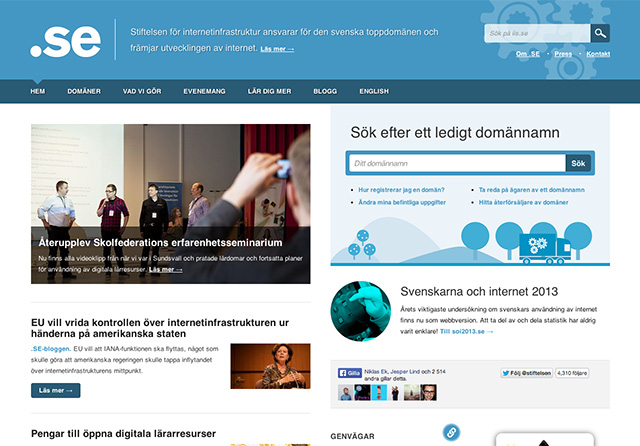 .se
Stiftelsen för internetinfrastruktur ansvarar för den svenska toppdomänen och
främjar utvecklingen av internet. Läs mer →
Sök på iis.se
Om .SE • Press • Kontakt
HEM DOMÄNER VAD VI GÖR EVENEMANG LÄR DIG MER BLOGG ENGLISH
Återupplev Skolfederations erfarenhetsseminarium
Nu finns alla videoklipp från när vi var i Sundsvall och pratade lärdomar och fortsatta planer
för användning av digitala lärresurser. Läs mer →
EU vill vrida kontrollen över internetinfrastrukturen ur
händerna på amerikanska staten
.SE-bloggen. EU vill att IANA-funktionen ska flyttas, något som
skulle göra att amerikanska regeringen skulle tappa inflytandet
över internetinfrastrukturens mittpunkt.
Läs mer →
Pengar till öppna digitala lärarresurser
Sök efter ett ledigt domännamn
Ditt domännamn
Sök
• Hur registrerar jag en domän?
• Ta reda på ägaren av ett domännamn
• Ändra mina befintliga uppgifter
• Hitta återförsäljare av domäner
Svenskarna och internet 2013
Årets viktigaste undersökning om svenskars användning av internet
finns nu som webbversion. Att ta del av och dela statistik har aldrig
varit enklare! Till soi2013.se →
Gilla
Niklas Ek, Jesper Lind och 2 514
andra gillar detta.
Följ @stiftelsen
4,310 följare
GENVÄGAR